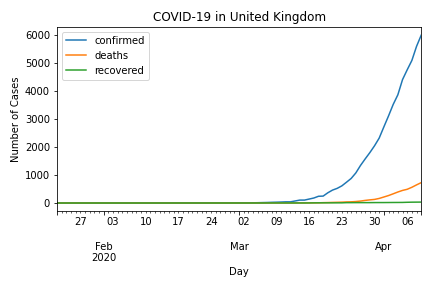 COVID-19 in United Kingdom
confirmed
deaths
recovered
Number of Cases
6000
5000
4000
3000
2000
1000
0
27 03 10 17 24 02 09 16 23 30 06
Feb Mar Apr
2020
Day